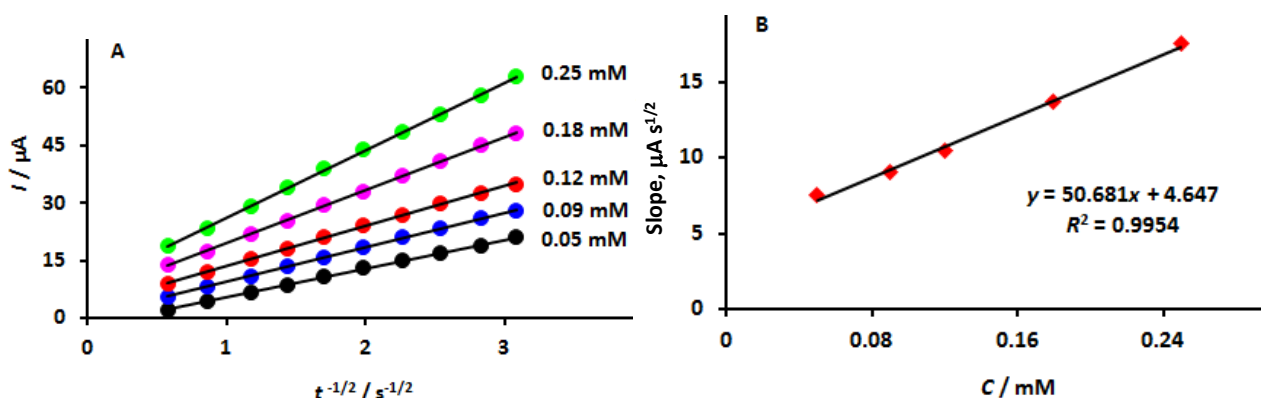 A
60
45
30
15
0
I / µA
0.25 mM
0.18 mM
0.12 mM
0.09 mM
0.05 mM
0 1 2 3
t -1/2 / s-1/2
B
15
10
5
0
Slope, µA s1/2
y = 50.681x + 4.647
R2 = 0.9954
0 0.08 0.16 0.24
C / mM